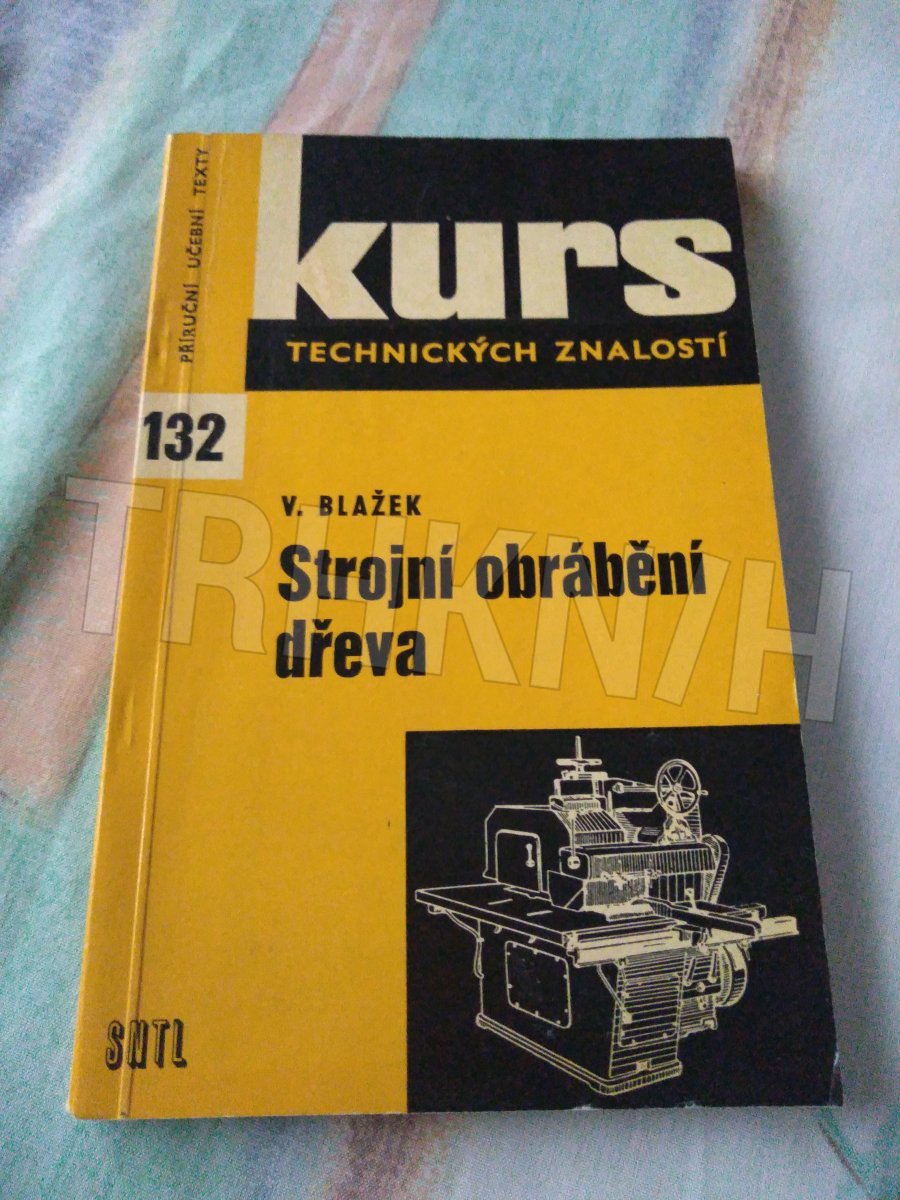 PŘÍRUČNÍ UČEBNÍ TEXTY
kurs
TECHNICKÝCH ZNALOSTÍ
132
V. BLAŽEK
Strojní obrábění
dřeva
TRHKNIH
SNTL